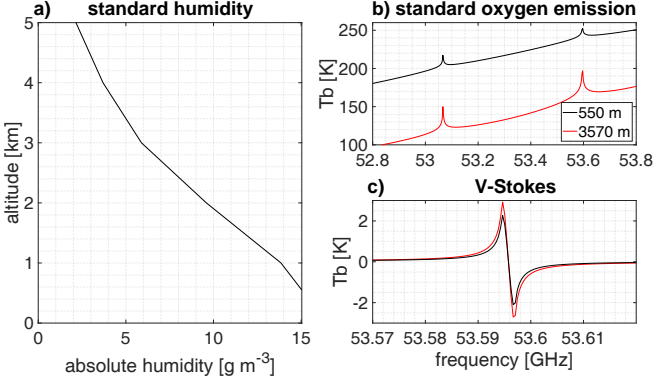 a) standard humidity
5
4
3
2
1
0
altitude [km]
0 5 10 15
absolute humidity [g m⁻³]
b) standard oxygen emission
250
200
150
100
Tb [K]
550 m
3570 m
52.8 53 53.2 53.4 53.6 53.8
c) V-Stokes
2
0
-2
Tb [K]
53.57 53.58 53.59 53.6 53.61
frequency [GHz]